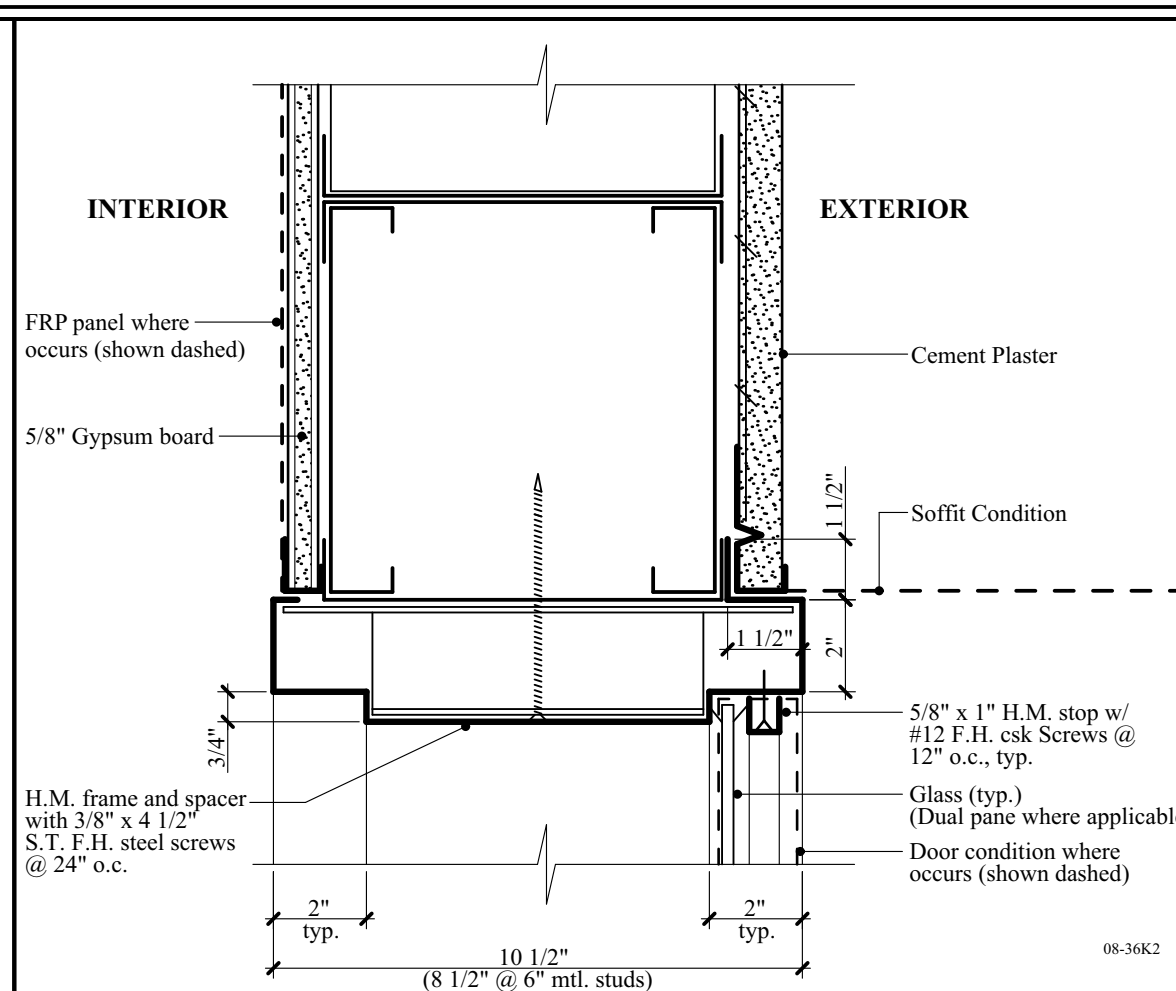 INTERIOR
EXTERIOR
FRP panel where
occurs (shown dashed)
Cement Plaster
5/8" Gypsum board
1 1/2"
Soffit Condition
1 1/2"
2"
3/4"
5/8" x 1" H.M. stop w/
#12 F.H. csk Screws @
12" o.c., typ.
H.M. frame and spacer
with 3/8" x 4 1/2"
S.T. F.H. steel screws
@ 24" o.c.
Glass (typ.)
(Dual pane where applicable
Door condition where
occurs (shown dashed)
2"
typ.
2"
typ.
10 1/2"
(8 1/2" @ 6" mtl. studs)
08-36K2